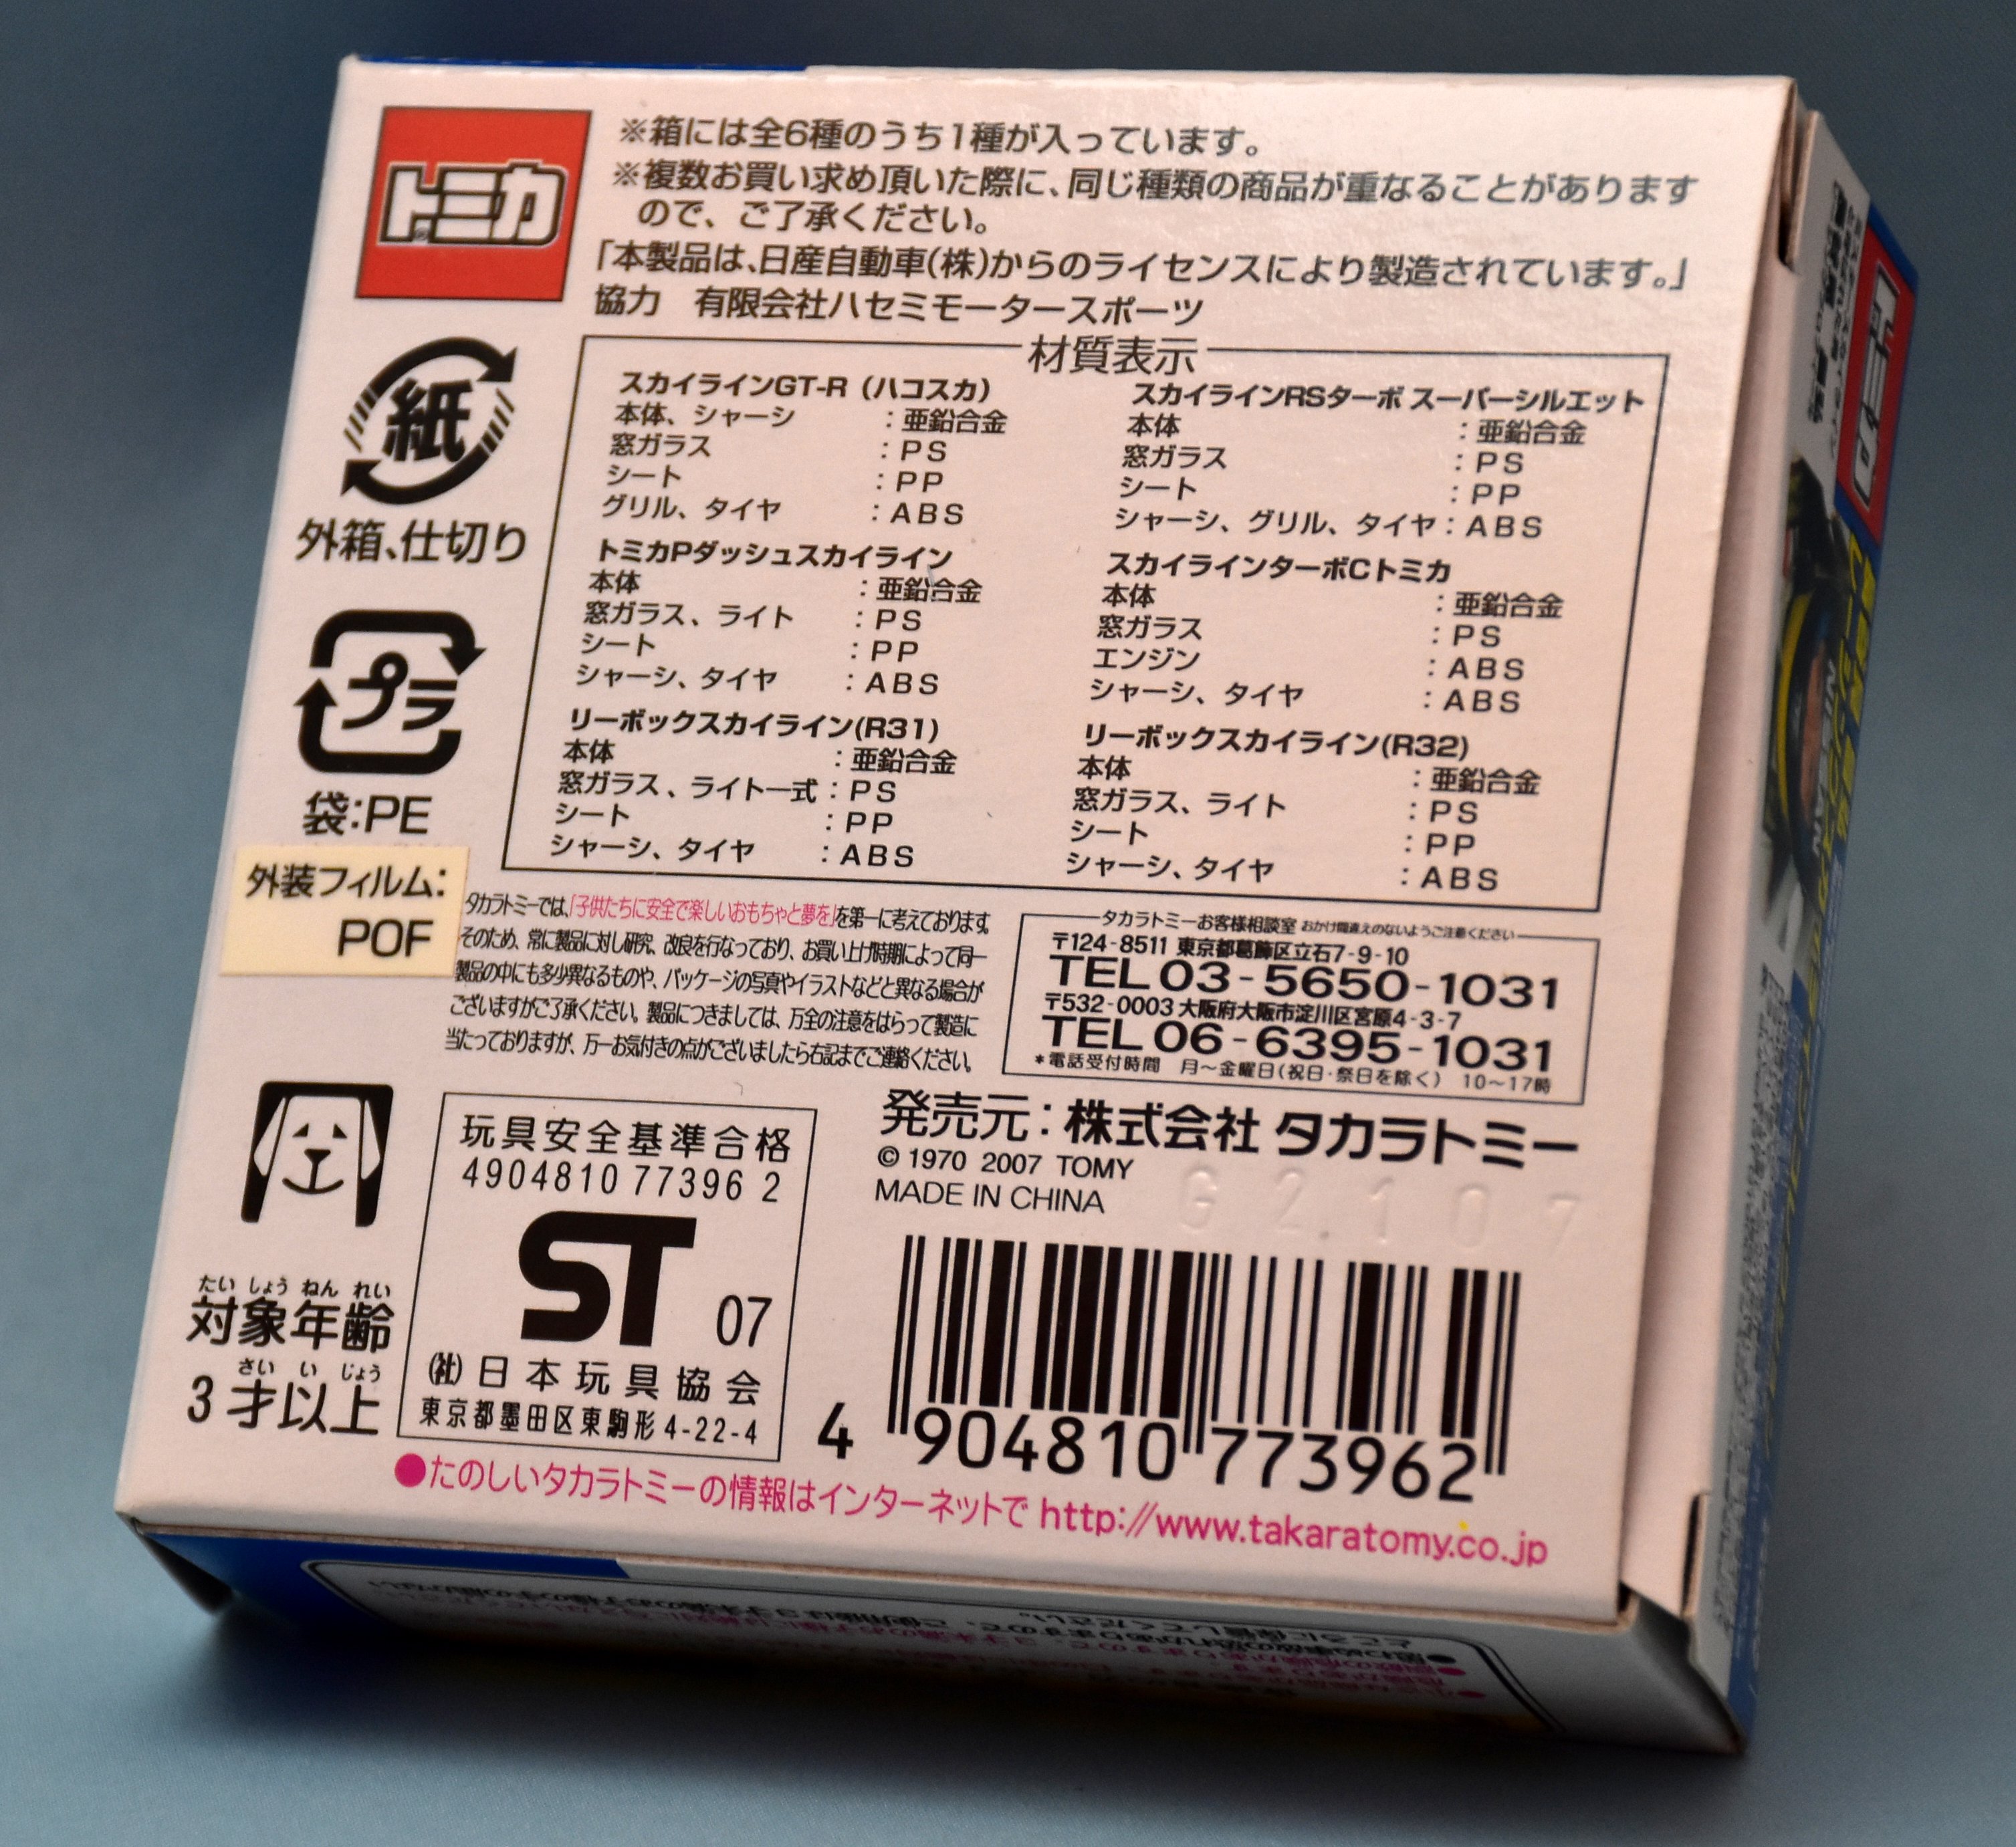 トミカ
※箱には全6種のうち1種が入っています。
※複数お買い求め頂いた際に、同じ種類の商品が重なることがあります
ので、ご了承ください。
「本製品は、日産自動車(株)からのライセンスにより製造されています。」
協力　有限会社ハセミモータースポーツ
紙
外箱、仕切り
プラ
袋:PE
外装フィルム:
POF
材質表示
スカイラインGT-R（ハコスカ）
本体、シャーシ：亜鉛合金
窓ガラス：PS
シート：PP
グリル、タイヤ：ABS
トミカPダッシュスカイライン
本体：亜鉛合金
窓ガラス、ライト：PS
シート：PP
シャーシ、タイヤ：ABS
リーボックスカイライン(R31)
本体：亜鉛合金
窓ガラス、ライト一式：PS
シート：PP
シャーシ、タイヤ：ABS
スカイラインRSターボ スーパーシルエット
本体：亜鉛合金
窓ガラス：PS
シート：PP
シャーシ、グリル、タイヤ：ABS
スカイラインターボCトミカ
本体：亜鉛合金
窓ガラス：PS
エンジン：ABS
シャーシ、タイヤ：ABS
リーボックスカイライン(R32)
本体：亜鉛合金
窓ガラス、ライト：PS
シート：PP
シャーシ、タイヤ：ABS
タカラトミーでは、「子供たちに安全で楽しいおもちゃと夢を」を第一に考えております。
そのため、常に製品に対し研究、改良を行なっており、お買い上げ時期によって同一
製品の中にも多少異なるものや、パッケージの写真やイラストなどと異なる場合が
ございますがご了承ください。製品につきましては、万全の注意をはらって製造に
当たっておりますが、万一お気付きの点がございましたら右記までご連絡ください。
タカラトミーお客様相談室 おかけ間違えのないようご注意ください
〒124-8511 東京都葛飾区立石7-9-10
TEL 03-5650-1031
〒532-0003 大阪府大阪市淀川区宮原4-3-7
TEL 06-6395-1031
*電話受付時間　月〜金曜日(祝日・祭日を除く)　10〜17時
発売元：株式会社 タカラトミー
© 1970 2007 TOMY
MADE IN CHINA
G 2.1 0 7
玩具安全基準合格
4904810 77396 2
ST 07
(社)日本玩具協会
東京都墨田区東駒形4-22-4
たいしょうねんれい
対象年齢
さいいじょう
3才以上
4 904810 773962
●たのしいタカラトミーの情報はインターネットで http://www.takaratomy.co.jp
トミカ